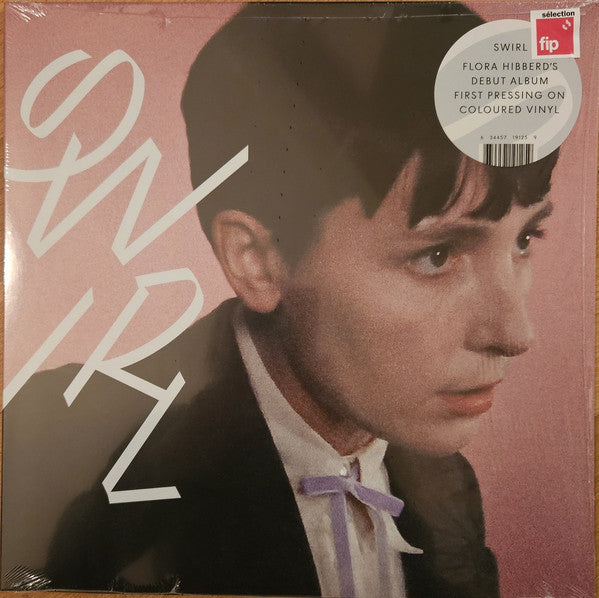 SWIRL
sélection
fip
SWIRL
FLORA HIBBERD'S
DEBUT ALBUM
FIRST PRESSING ON
COLOURED VINYL
6 34457 19125 9